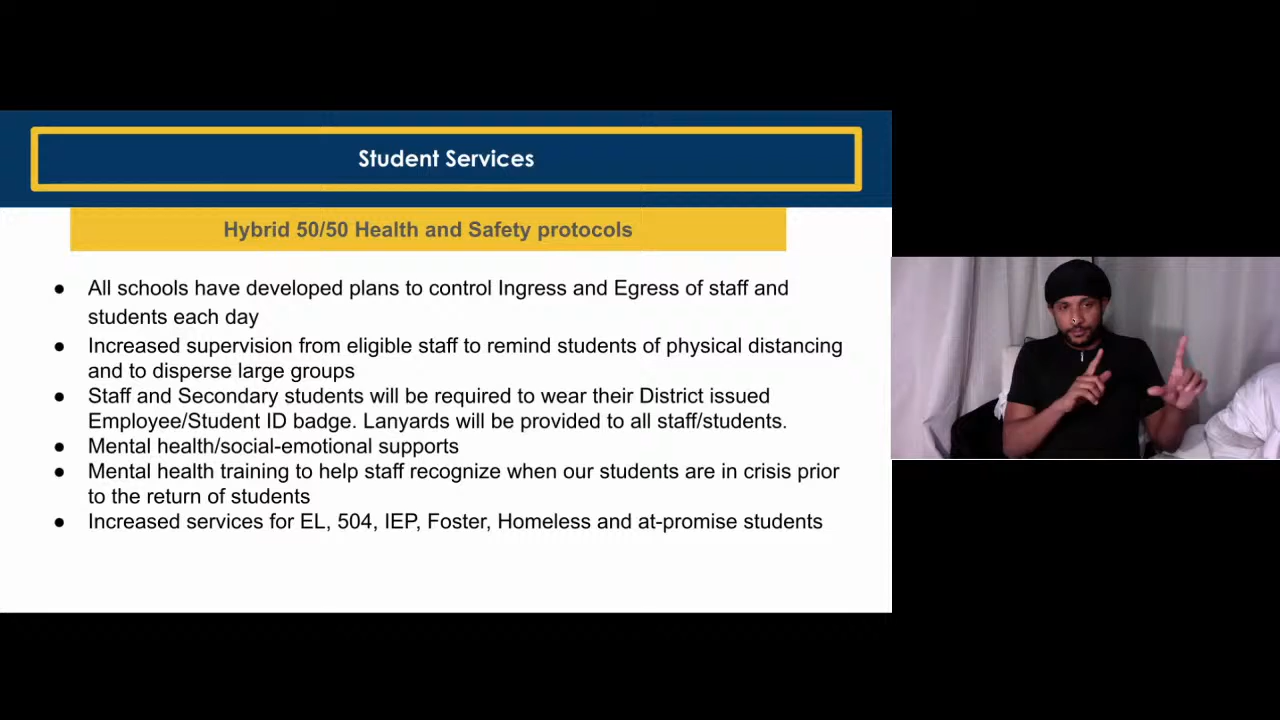 Student Services
Hybrid 50/50 Health and Safety protocols
● All schools have developed plans to control Ingress and Egress of staff and
students each day
● Increased supervision from eligible staff to remind students of physical distancing
and to disperse large groups
● Staff and Secondary students will be required to wear their District issued
Employee/Student ID badge. Lanyards will be provided to all staff/students.
● Mental health/social-emotional supports
● Mental health training to help staff recognize when our students are in crisis prior
to the return of students
● Increased services for EL, 504, IEP, Foster, Homeless and at-promise students